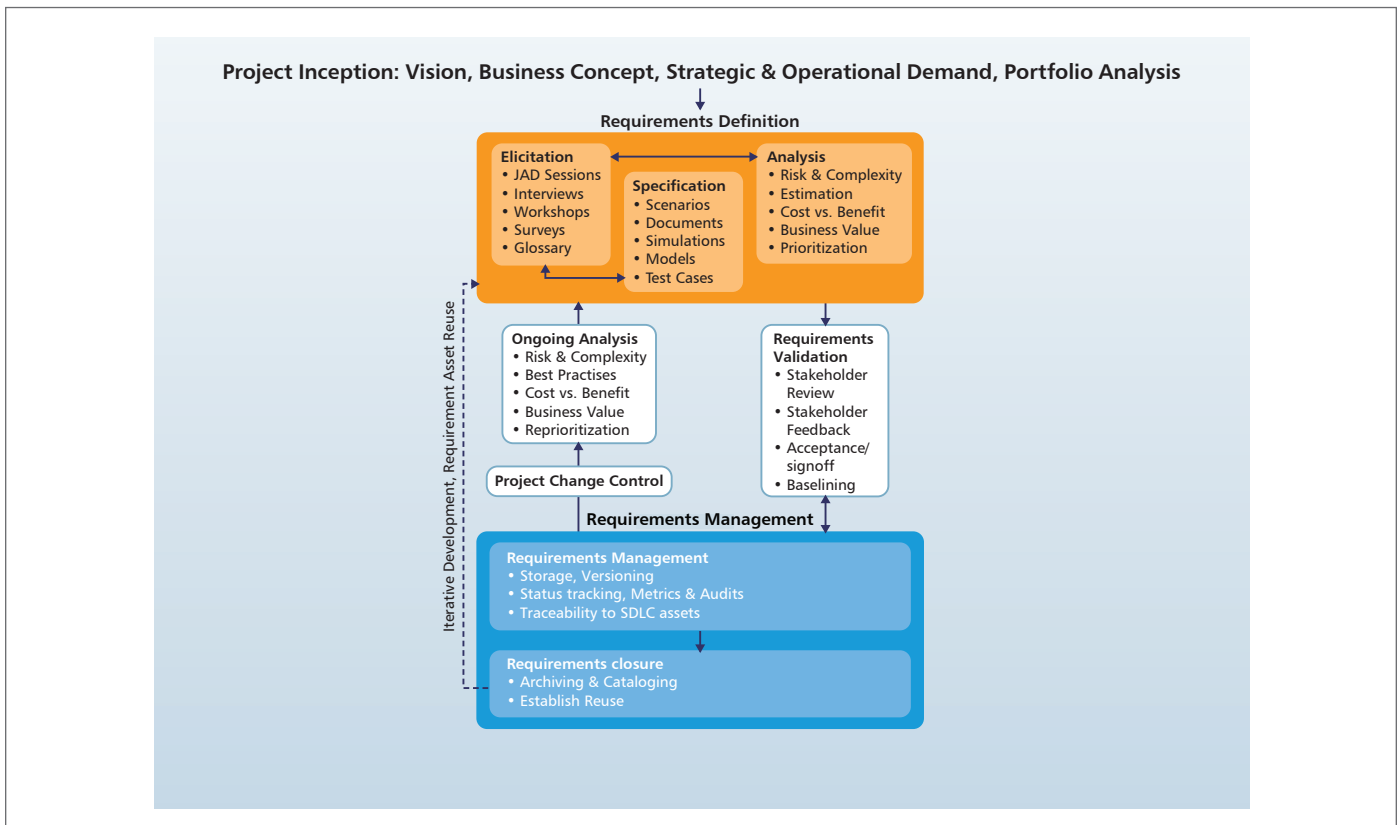 Project Inception: Vision, Business Concept, Strategic & Operational Demand, Portfolio Analysis
Requirements Definition
Elicitation
• JAD Sessions
• Interviews
• Workshops
• Surveys
• Glossary
Specification
• Scenarios
• Documents
• Simulations
• Models
• Test Cases
Analysis
• Risk & Complexity
• Estimation
• Cost vs. Benefit
• Business Value
• Prioritization
Iterative Development, Requirement Asset Reuse
Ongoing Analysis
• Risk & Complexity
• Best Practises
• Cost vs. Benefit
• Business Value
• Reprioritization
Requirements
Validation
• Stakeholder
Review
• Stakeholder
Feedback
• Acceptance/
signoff
• Baselining
Project Change Control
Requirements Management
Requirements Management
• Storage, Versioning
• Status tracking, Metrics & Audits
• Traceability to SDLC assets
Requirements closure
• Archiving & Cataloging
• Establish Reuse